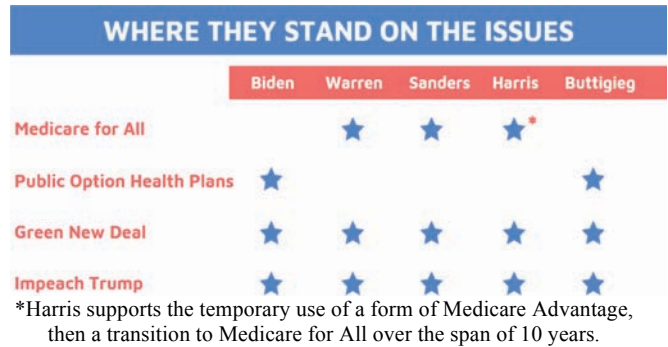 WHERE THEY STAND ON THE ISSUES
Biden Warren Sanders Harris Buttigieg
Medicare for All *
Public Option Health Plans
Green New Deal
Impeach Trump
*Harris supports the temporary use of a form of Medicare Advantage,
then a transition to Medicare for All over the span of 10 years.